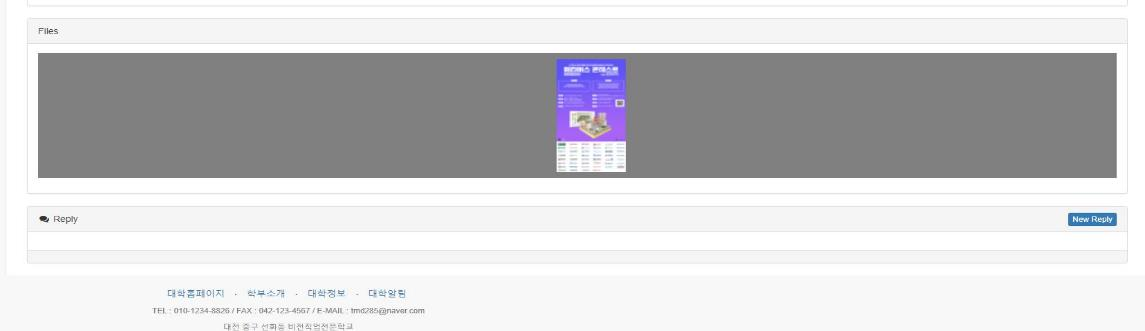 Files
Reply
New Reply
대학홈페이지 · 학부소개 · 대학정보 · 대학알림
TEL : 010-1234-8826 / FAX : 042-123-4567 / E-MAIL : tmd285@naver.com
대전 중구 선화동 비전직업전문학교